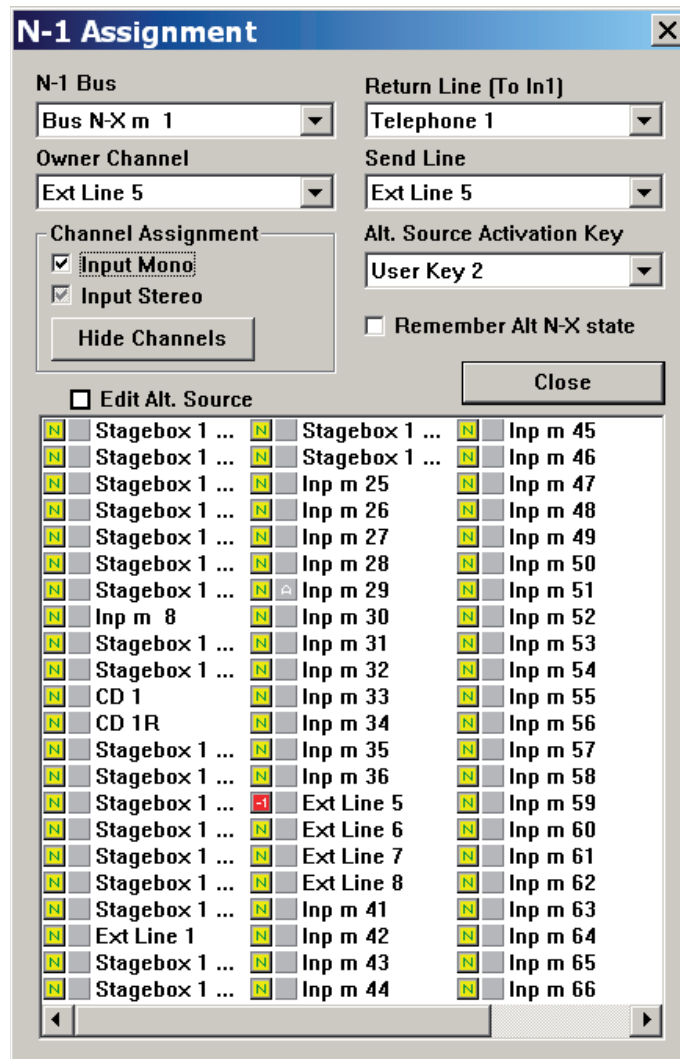 N-1 Assignment
N-1 Bus
Return Line (To In1)
Bus N-X m 1
Telephone 1
Owner Channel
Send Line
Ext Line 5
Ext Line 5
Channel Assignment
Alt. Source Activation Key
Input Mono
User Key 2
Input Stereo
Remember Alt N-X state
Hide Channels
Close
Edit Alt. Source
N Stagebox 1 ... N Stagebox 1 ... N Inp m 45
N Stagebox 1 ... N Stagebox 1 ... N Inp m 46
N Stagebox 1 ... N Inp m 25 N Inp m 47
N Stagebox 1 ... N Inp m 26 N Inp m 48
N Stagebox 1 ... N Inp m 27 N Inp m 49
N Stagebox 1 ... N Inp m 28 N Inp m 50
N Stagebox 1 ... N A Inp m 29 N Inp m 51
N Inp m 8 N Inp m 30 N Inp m 52
N Stagebox 1 ... N Inp m 31 N Inp m 53
N Stagebox 1 ... N Inp m 32 N Inp m 54
N CD 1 N Inp m 33 N Inp m 55
N CD 1R N Inp m 34 N Inp m 56
N Stagebox 1 ... N Inp m 35 N Inp m 57
N Stagebox 1 ... N Inp m 36 N Inp m 58
N Stagebox 1 ... -1 Ext Line 5 N Inp m 59
N Stagebox 1 ... N Ext Line 6 N Inp m 60
N Stagebox 1 ... N Ext Line 7 N Inp m 61
N Stagebox 1 ... N Ext Line 8 N Inp m 62
N Stagebox 1 ... N Inp m 41 N Inp m 63
N Ext Line 1 N Inp m 42 N Inp m 64
N Stagebox 1 ... N Inp m 43 N Inp m 65
N Stagebox 1 ... N Inp m 44 N Inp m 66